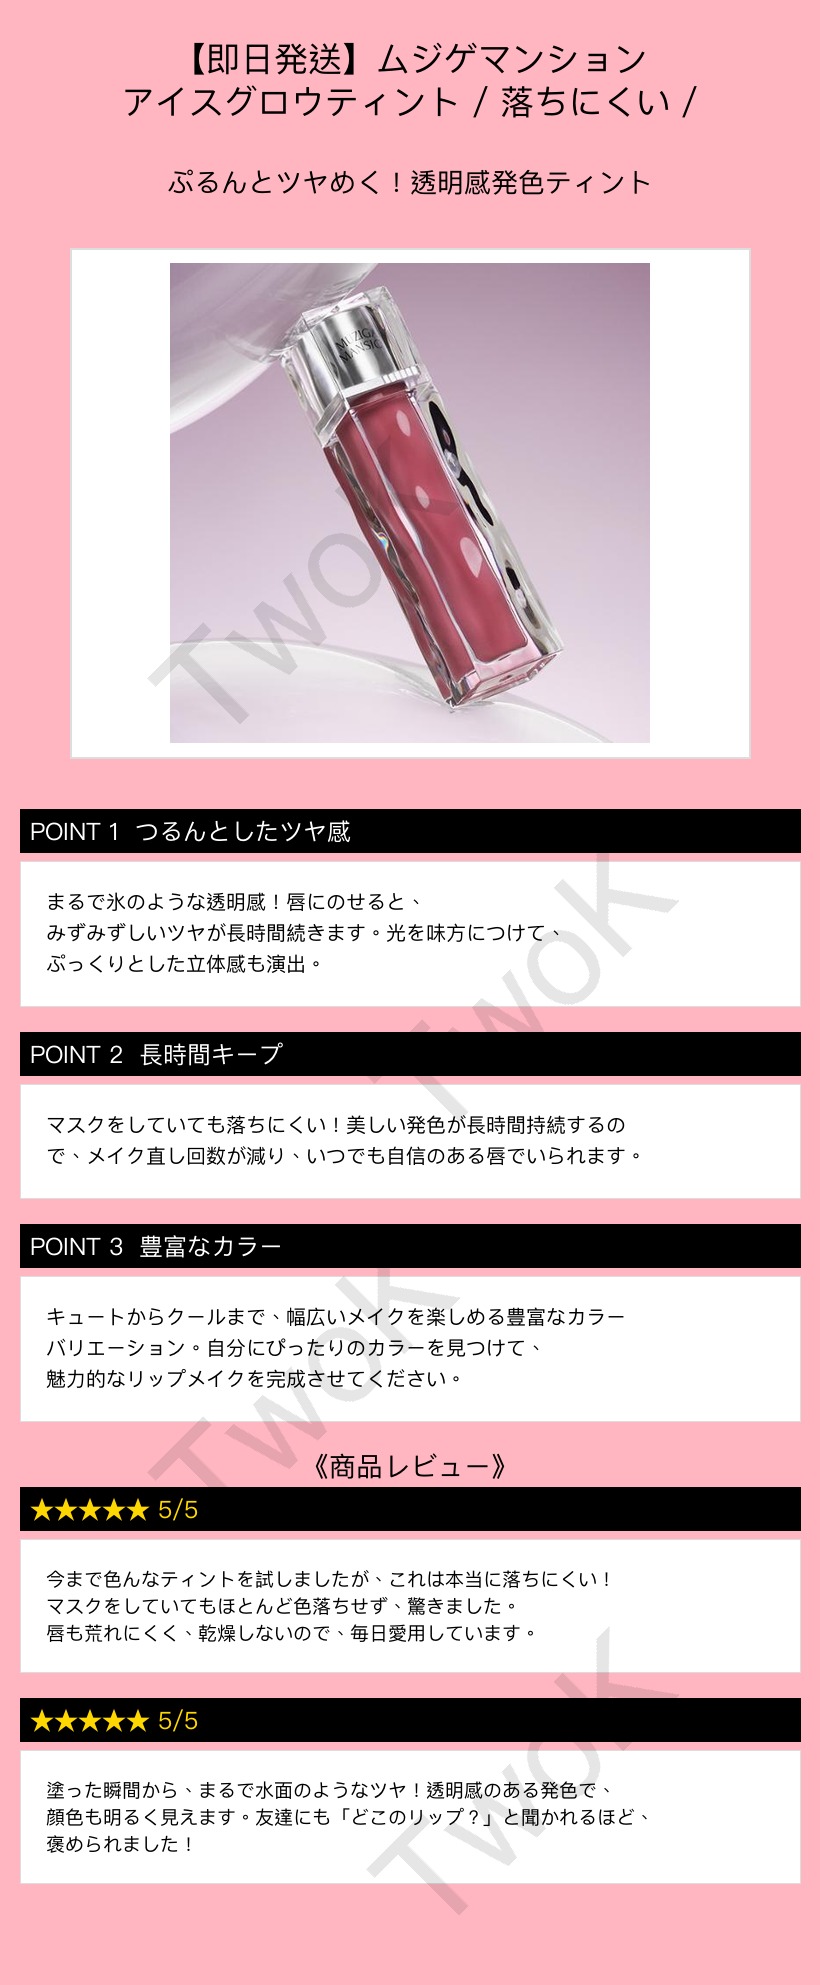 【即日発送】ムジゲマンション
アイスグロウティント / 落ちにくい /
ぷるんとツヤめく！透明感発色ティント
TwoK
POINT 1 つるんとしたツヤ感
まるで氷のような透明感！唇にのせると、
みずみずしいツヤが長時間続きます。光を味方につけて、
ぷっくりとした立体感も演出。
TwoK
POINT 2 長時間キープ
マスクをしていても落ちにくい！美しい発色が長時間持続するの
で、メイク直し回数が減り、いつでも自信のある唇でいられます。
POINT 3 豊富なカラー
キュートからクールまで、幅広いメイクを楽しめる豊富なカラー
バリエーション。自分にぴったりのカラーを見つけて、
魅力的なリップメイクを完成させてください。
TwoK
《商品レビュー》
★★★★★ 5/5
今まで色んなティントを試しましたが、これは本当に落ちにくい！
マスクをしていてもほとんど色落ちせず、驚きました。
唇も荒れにくく、乾燥しないので、毎日愛用しています。
★★★★★ 5/5
塗った瞬間から、まるで水面のようなツヤ！透明感のある発色で、
顔色も明るく見えます。友達にも「どこのリップ？」と聞かれるほど、
褒められました！
TwoK